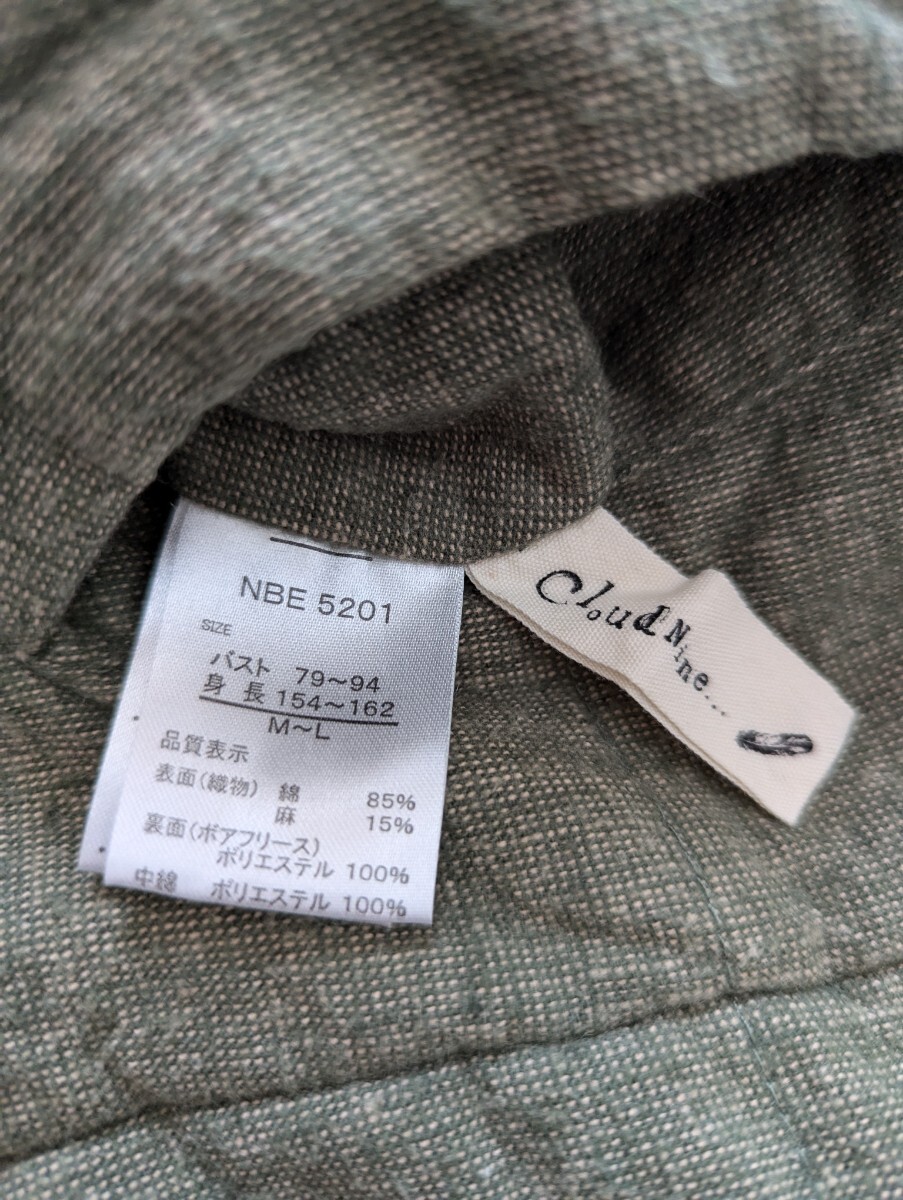 NBE 5201
SIZE
バスト 79～94
身 長 154～162
M～L
品質表示
表面(織物) 綿 85%
麻 15%
裏面(ボアフリース)
ポリエステル 100%
中綿 ポリエステル 100%
Cloud Nine...